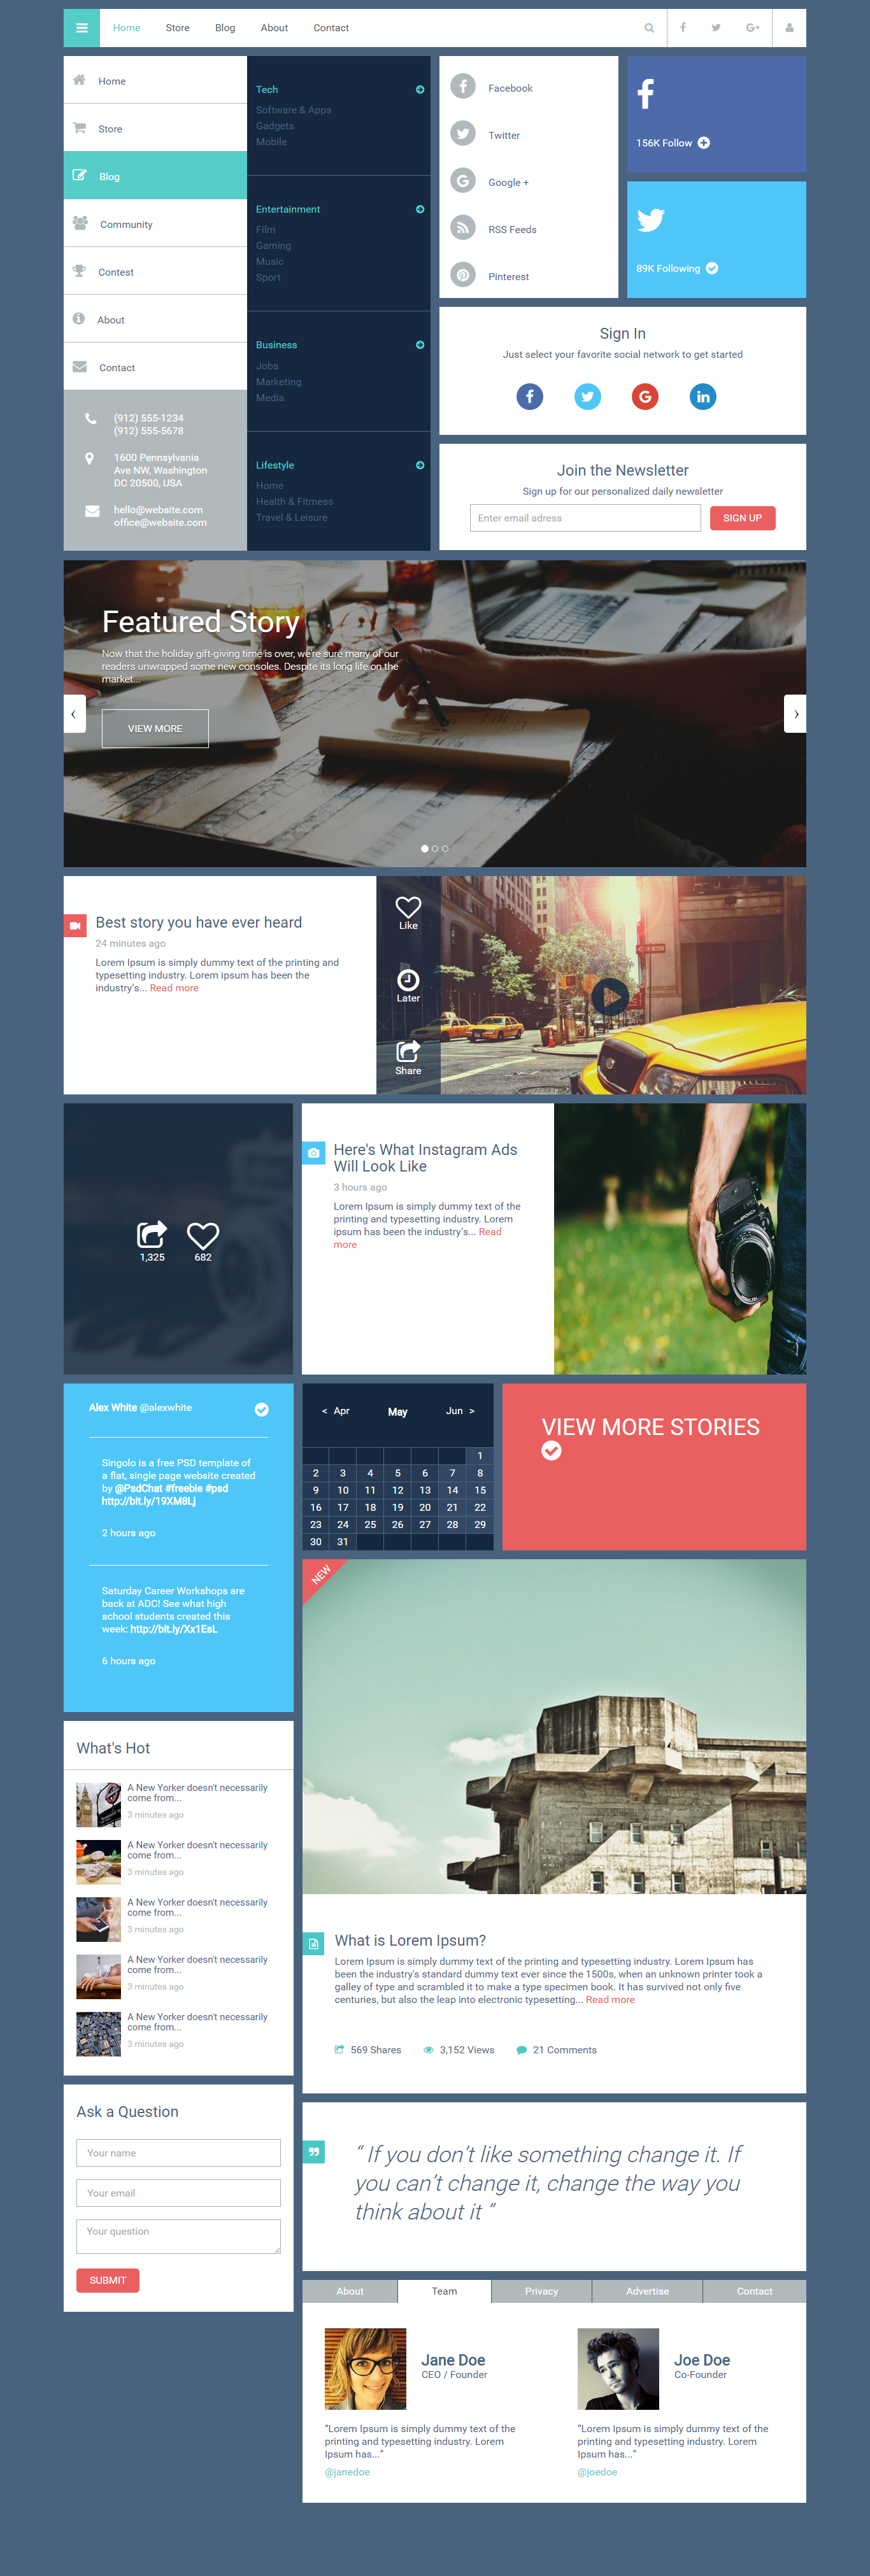 Home Store Blog About Contact
Home
Store
Blog
Community
Contest
About
Contact
(912) 555-1234
(912) 555-5678
1600 Pennsylvania
Ave NW, Washington
DC 20500, USA
hello@website.com
office@website.com
Tech
Software & Apps
Gadgets
Mobile
Entertainment
Film
Gaming
Music
Sport
Business
Jobs
Marketing
Media
Lifestyle
Home
Health & Fitness
Travel & Leisure
Facebook
Twitter
Google +
RSS Feeds
Pinterest
156K Follow
89K Following
Sign In
Just select your favorite social network to get started
Join the Newsletter
Sign up for our personalized daily newsletter
Enter email adress
SIGN UP
Featured Story
Now that the holiday gift-giving time is over, we're sure many of our
readers unwrapped some new consoles. Despite its long life on the
market...
VIEW MORE
Best story you have ever heard
24 minutes ago
Lorem Ipsum is simply dummy text of the printing and
typesetting industry. Lorem ipsum has been the
industry's... Read more
Like
Later
Share
1,325
682
Here's What Instagram Ads
Will Look Like
3 hours ago
Lorem Ipsum is simply dummy text of the
printing and typesetting industry. Lorem
ipsum has been the industry's... Read
more
Alex White @alexwhite
Singolo is a free PSD template of
a flat, single page website created
by @PsdChat #freebie #psd
http://bit.ly/19XM8Lj
2 hours ago
Saturday Career Workshops are
back at ADC! See what high
school students created this
week: http://bit.ly/Xx1EsL
6 hours ago
< Apr May Jun >
1
2 3 4 5 6 7 8
9 10 11 12 13 14 15
16 17 18 19 20 21 22
23 24 25 26 27 28 29
30 31
VIEW MORE STORIES
NEW
What's Hot
A New Yorker doesn't necessarily
come from...
3 minutes ago
A New Yorker doesn't necessarily
come from...
3 minutes ago
A New Yorker doesn't necessarily
come from...
3 minutes ago
A New Yorker doesn't necessarily
come from...
3 minutes ago
A New Yorker doesn't necessarily
come from...
3 minutes ago
What is Lorem Ipsum?
Lorem Ipsum is simply dummy text of the printing and typesetting industry. Lorem Ipsum has
been the industry's standard dummy text ever since the 1500s, when an unknown printer took a
galley of type and scrambled it to make a type specimen book. It has survived not only five
centuries, but also the leap into electronic typesetting... Read more
569 Shares 3,152 Views 21 Comments
Ask a Question
Your name
Your email
Your question
SUBMIT
“ If you don’t like something change it. If
you can’t change it, change the way you
think about it ”
About Team Privacy Advertise Contact
Jane Doe
CEO / Founder
“Lorem Ipsum is simply dummy text of the
printing and typesetting industry. Lorem
Ipsum has...”
@janedoe
Joe Doe
Co-Founder
“Lorem Ipsum is simply dummy text of the
printing and typesetting industry. Lorem
Ipsum has...”
@joedoe